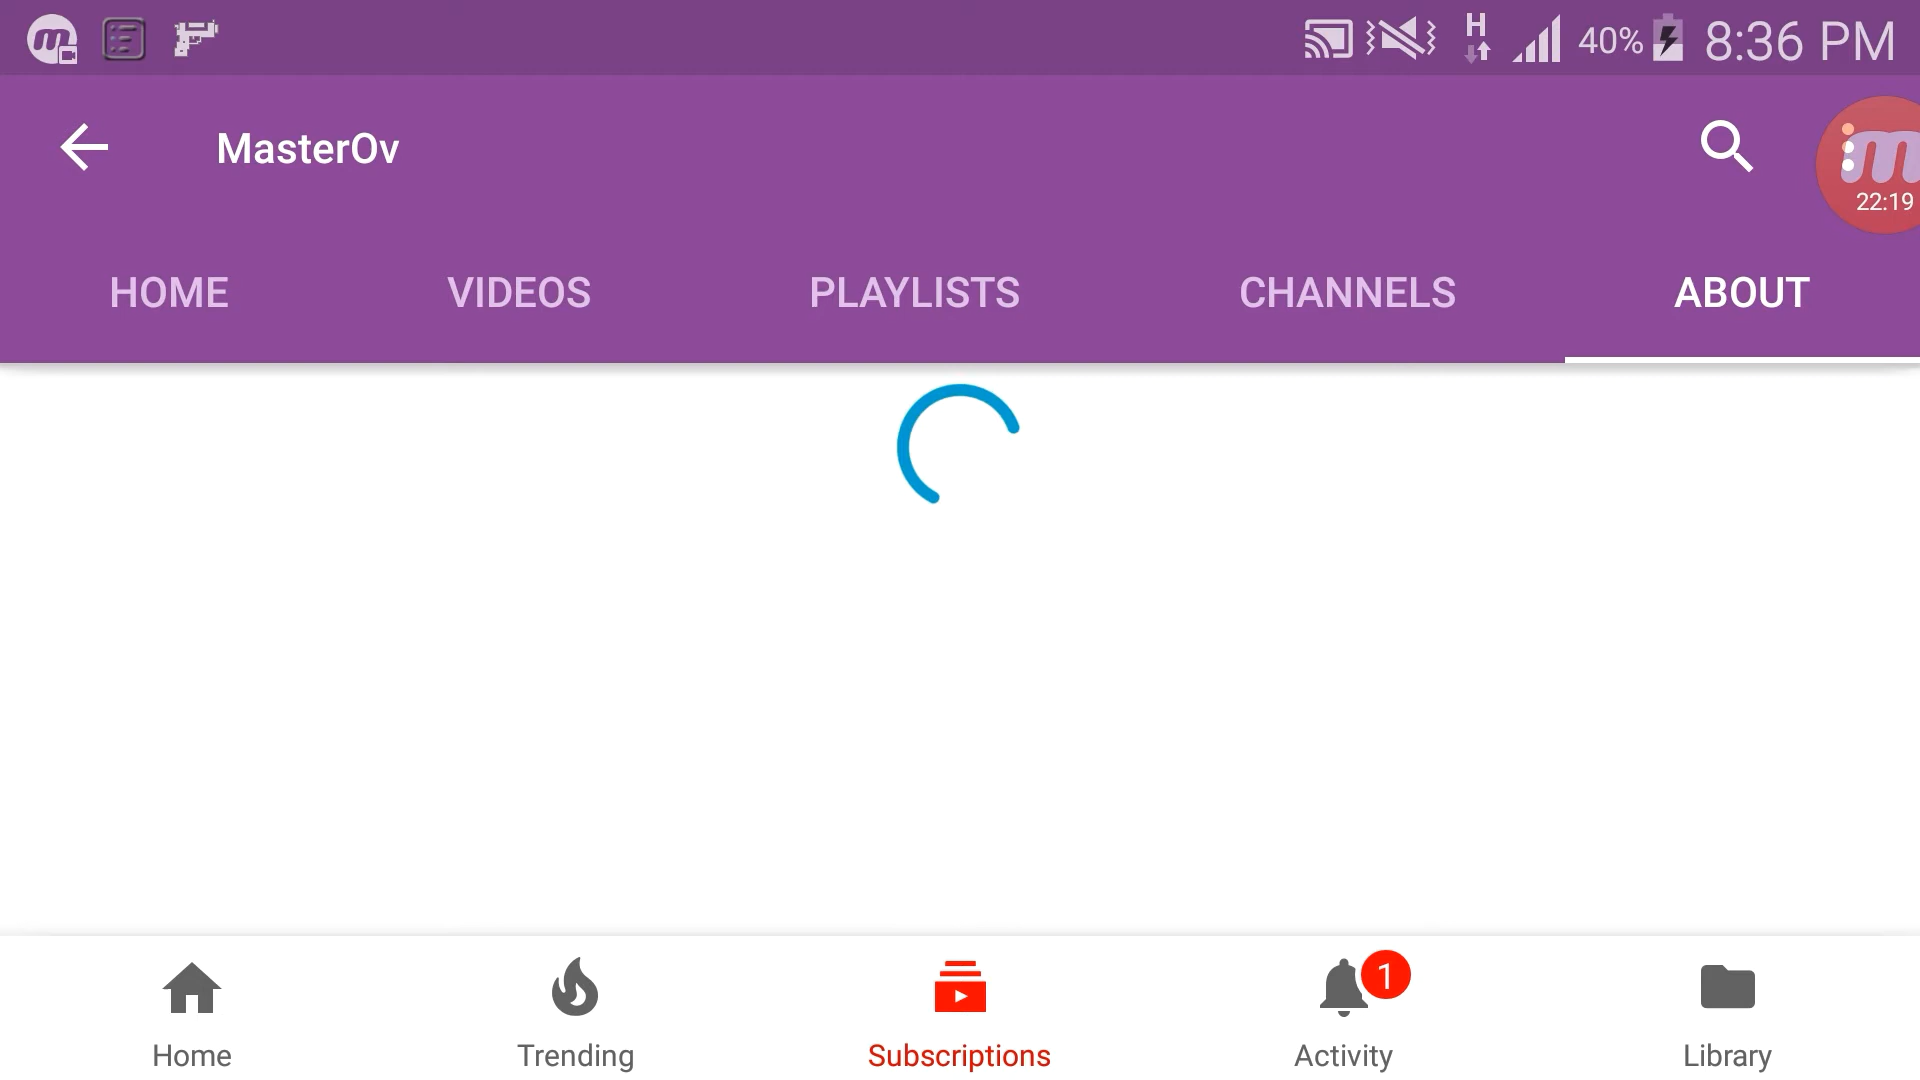 H 40% 8:36 PM
MasterOv
m
22:19
HOME VIDEOS PLAYLISTS CHANNELS ABOUT
1
Home Trending Subscriptions Activity Library